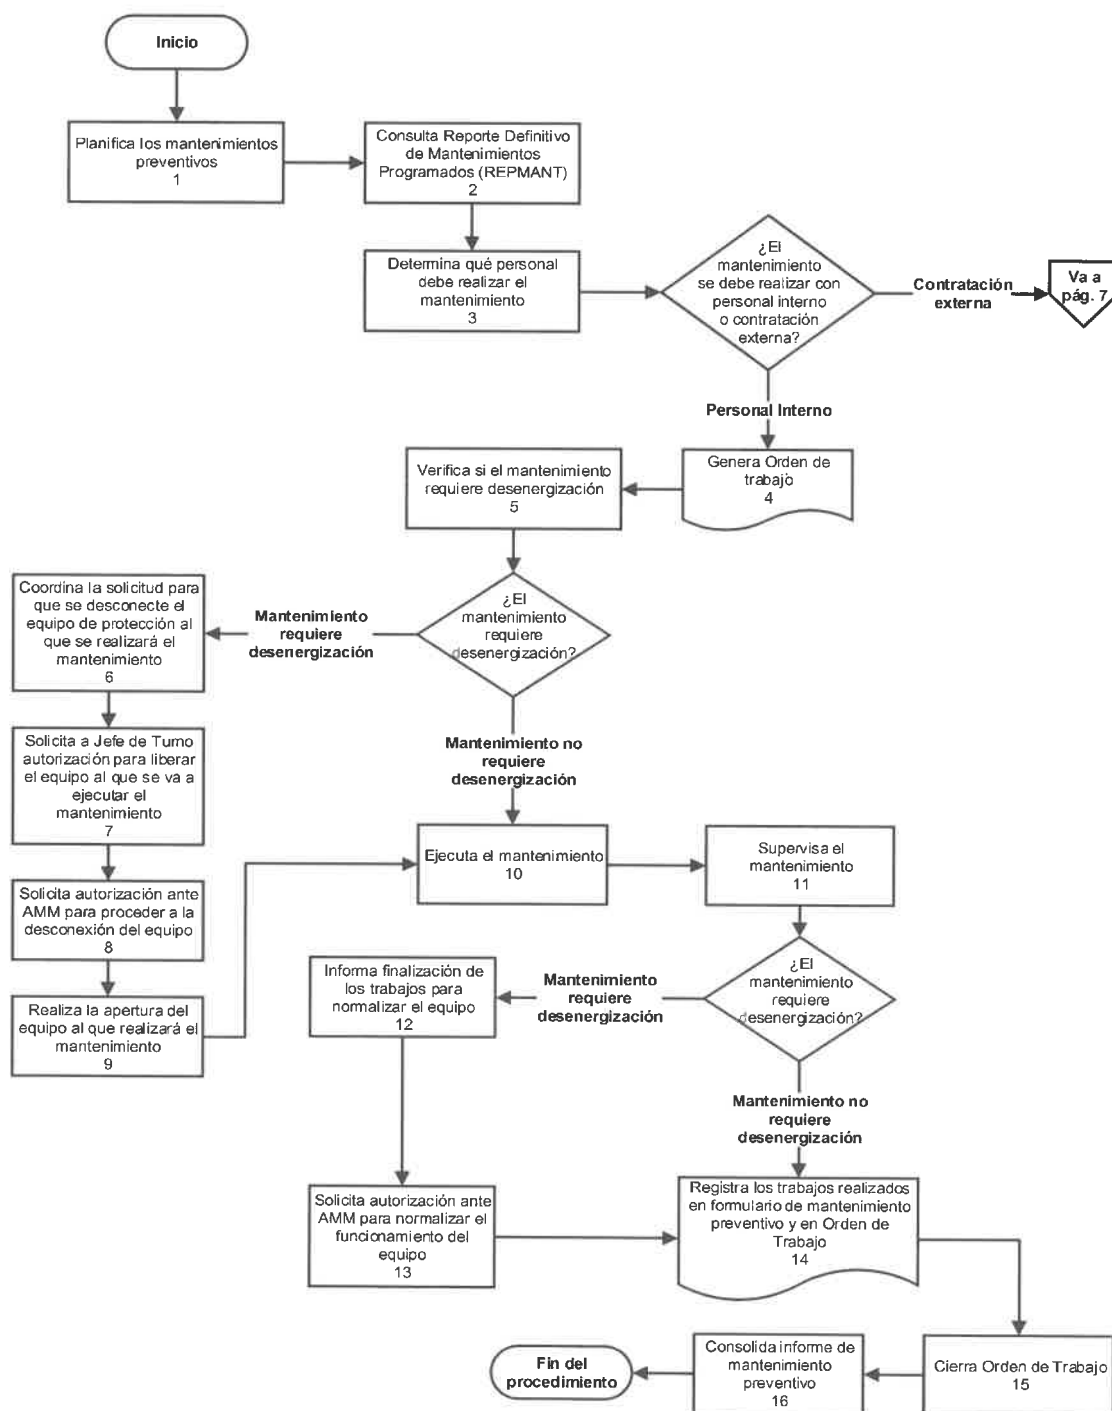 Inicio
Planifica los mantenimientos
preventivos
1
Consulta Reporte Definitivo
de Mantenimientos
Programados (REPMANT)
2
Determina qué personal
debe realizar el
mantenimiento
3
¿El
mantenimiento
se debe realizar con
personal interno
o contratación
externa?
Contratación
externa
Va a
pág. 7
Personal Interno
Genera Orden de
trabajo
4
Verifica si el mantenimiento
requiere desenergización
5
¿El
mantenimiento
requiere
desenergización?
Mantenimiento
requiere
desenergización
Coordina la solicitud para
que se desconecte el
equipo de protección al
que se realizará el
mantenimiento
6
Solicita a Jefe de Turno
autorización para liberar
el equipo al que se va a
ejecutar el
mantenimiento
7
Solicita autorización ante
AMM para proceder a la
desconexión del equipo
8
Realiza la apertura del
equipo al que realizará el
mantenimiento
9
Mantenimiento no
requiere
desenergización
Ejecuta el mantenimiento
10
Supervisa el
mantenimiento
11
¿El
mantenimiento
requiere
desenergización?
Mantenimiento
requiere
desenergización
Informa finalización de
los trabajos para
normalizar el equipo
12
Mantenimiento no
requiere
desenergización
Solicita autorización ante
AMM para normalizar el
funcionamiento del
equipo
13
Registra los trabajos realizados
en formulario de mantenimiento
preventivo y en Orden de
Trabajo
14
Cierra Orden de Trabajo
15
Consolida informe de
mantenimiento
preventivo
16
Fin del
procedimiento